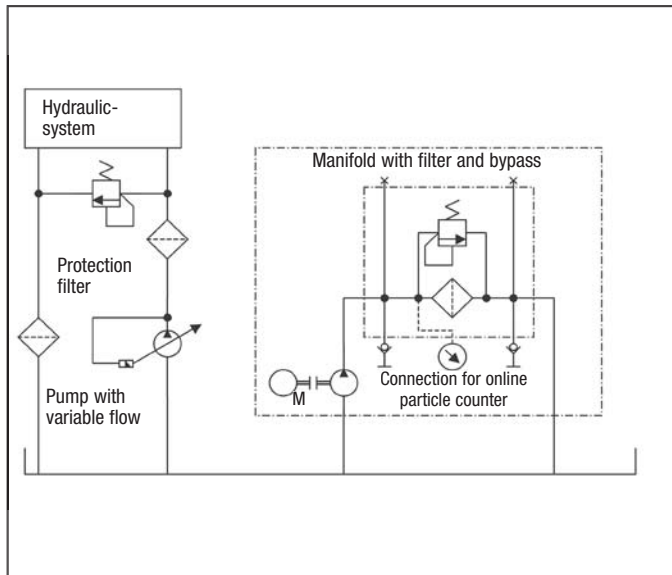 Hydraulic-
system
Manifold with filter and bypass
Protection
filter
Pump with
variable flow
M
Connection for online
particle counter